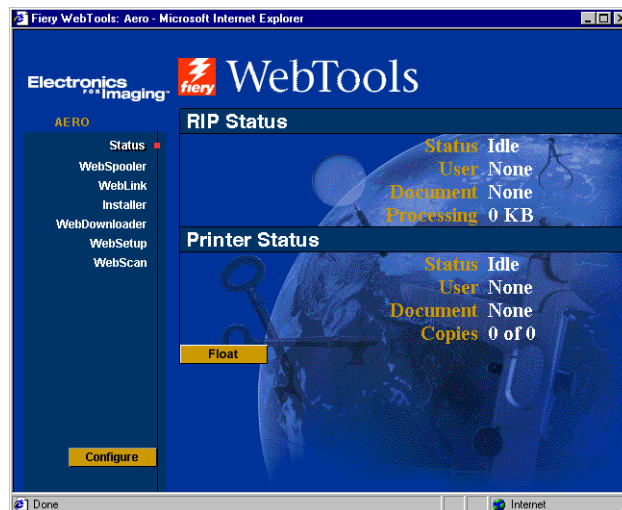 Fiery WebTools: Aero - Microsoft Internet Explorer
Electronics
FOR Imaging
fiery
WebTools
AERO
Status
WebSpooler
WebLink
Installer
WebDownloader
WebSetup
WebScan
Configure
RIP Status
Status Idle
User None
Document None
Processing 0 KB
Printer Status
Status Idle
User None
Document None
Copies 0 of 0
Float
Done
Internet